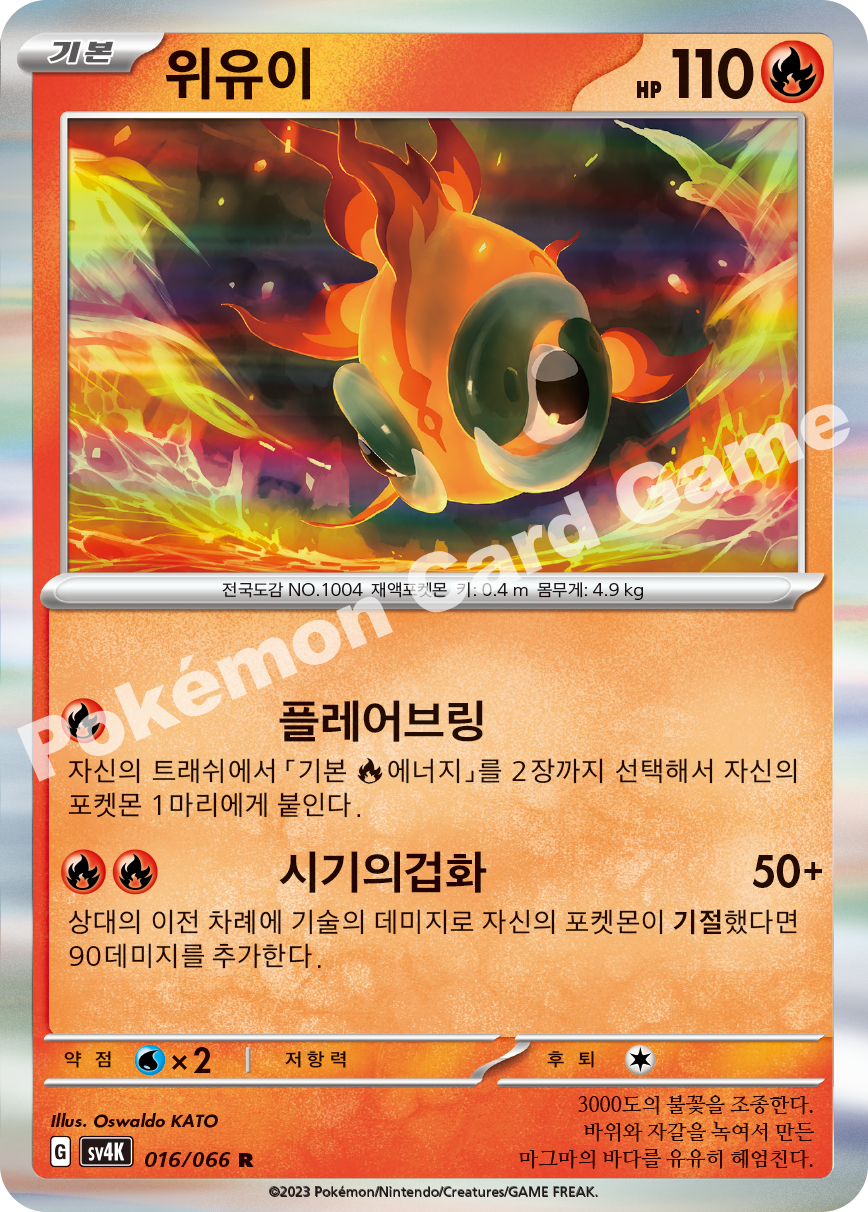 기본 위유이 HP 110
전국도감 NO.1004 재액포켓몬 키: 0.4 m 몸무게: 4.9 kg
플레어브링
자신의 트래쉬에서 「기본 에너지」를 2장까지 선택해서 자신의
포켓몬 1마리에게 붙인다.
시기의겁화 50+
상대의 이전 차례에 기술의 데미지로 자신의 포켓몬이 기절했다면
90데미지를 추가한다.
약점 ×2 저항력 후퇴
Illus. Oswaldo KATO
G sv4K 016/066 R
3000도의 불꽃을 조종한다.
바위와 자갈을 녹여서 만든
마그마의 바다를 유유히 헤엄친다.
©2023 Pokémon/Nintendo/Creatures/GAME FREAK.
Pokémon Card Game